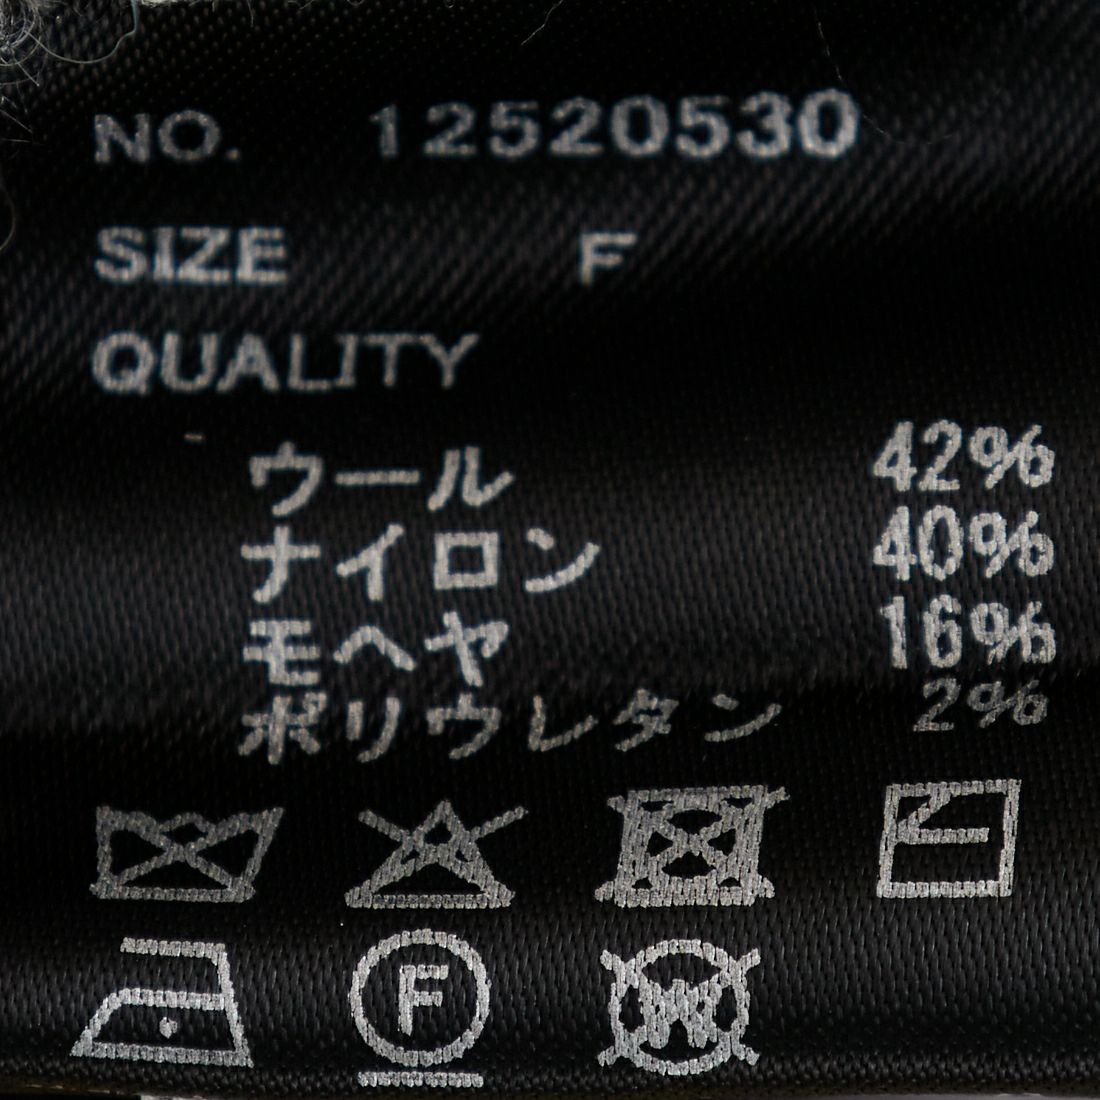 NO. 12520530
SIZE F
QUALITY
ウール 42%
ナイロン 40%
モヘヤ 16%
ポリウレタン 2%
F
W